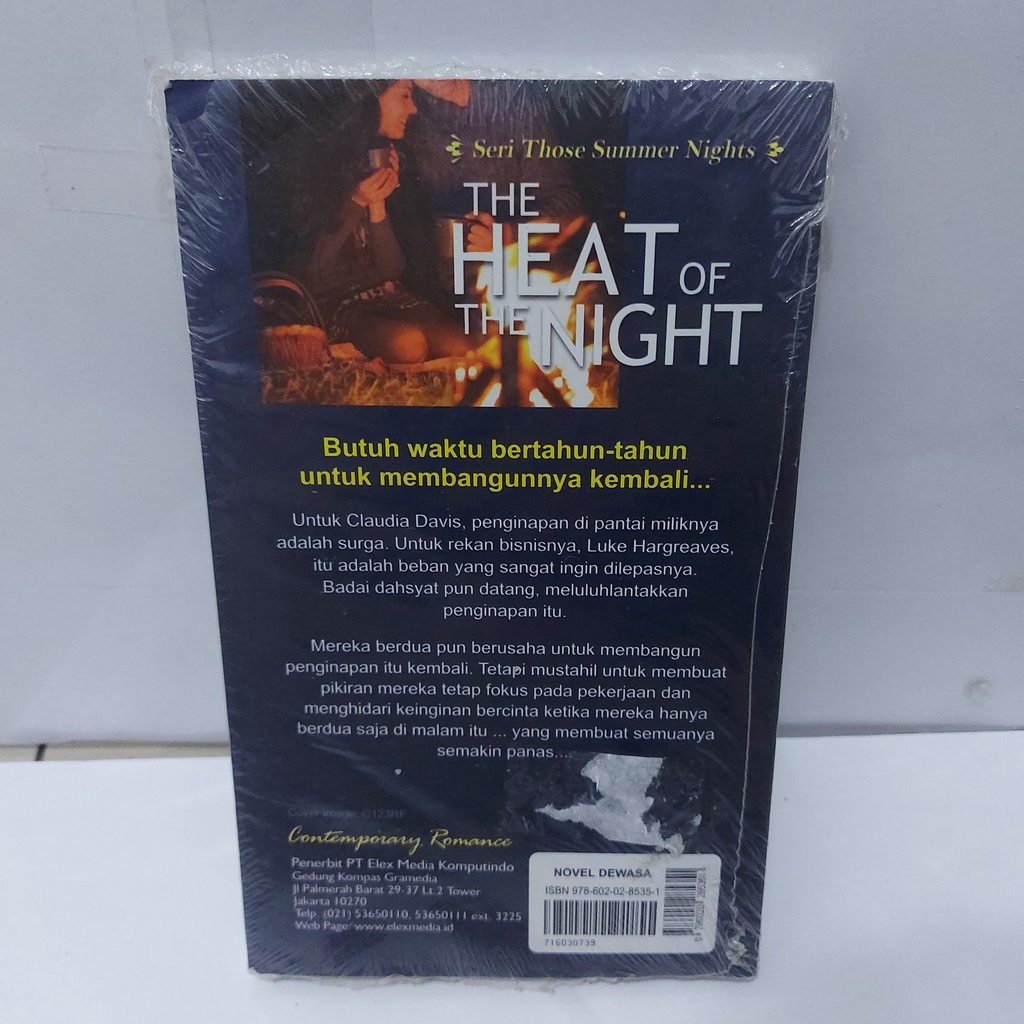 Seri Those Summer Nights
THE
HEAT OF
THE NIGHT
Butuh waktu bertahun-tahun
untuk membangunnya kembali...
Untuk Claudia Davis, penginapan di pantai miliknya
adalah surga. Untuk rekan bisnisnya, Luke Hargreaves,
itu adalah beban yang sangat ingin dilepasnya.
Badai dahsyat pun datang, meluluhlantakkan
penginapan itu.
Mereka berdua pun berusaha untuk membangun
penginapan itu kembali. Tetapi mustahil untuk membuat
pikiran mereka tetap fokus pada pekerjaan dan
menghidari keinginan bercinta ketika mereka hanya
berdua saja di malam itu ... yang membuat semuanya
semakin panas....
Cover image: ©123RF
Contemporary Romance
Penerbit PT Elex Media Komputindo
Gedung Kompas Gramedia
Jl Palmerah Barat 29-37 Lt.2 Tower
Jakarta 10270
Telp. (021) 53650110, 53650111 ext. 3225
Web Page: www.elexmedia.id
NOVEL DEWASA
ISBN 978-602-02-8535-1
716030739